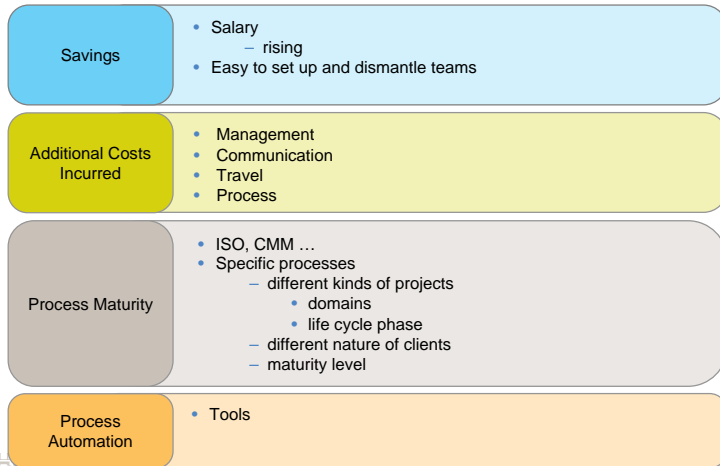 Savings
• Salary
– rising
• Easy to set up and dismantle teams
Additional Costs
Incurred
• Management
• Communication
• Travel
• Process
Process Maturity
• ISO, CMM …
• Specific processes
– different kinds of projects
• domains
• life cycle phase
– different nature of clients
– maturity level
Process
Automation
• Tools